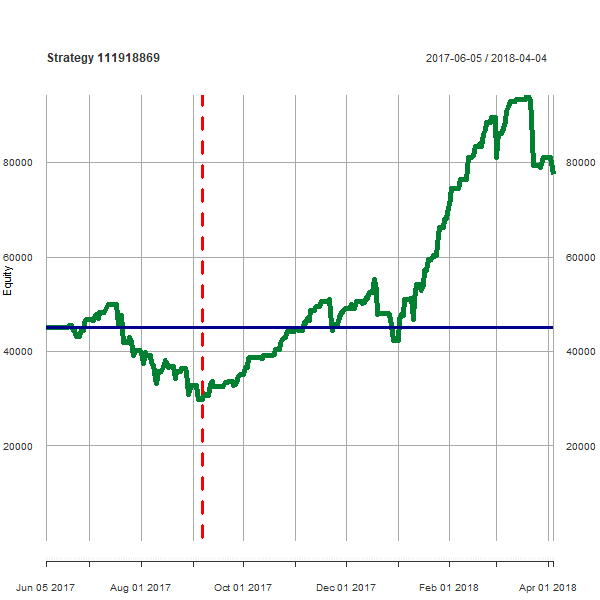 Strategy 111918869 2017-06-05 / 2018-04-04
80000 80000
60000 60000
Equity
40000 40000
20000 20000
Jun 05 2017 Aug 01 2017 Oct 01 2017 Dec 01 2017 Feb 01 2018 Apr 01 2018